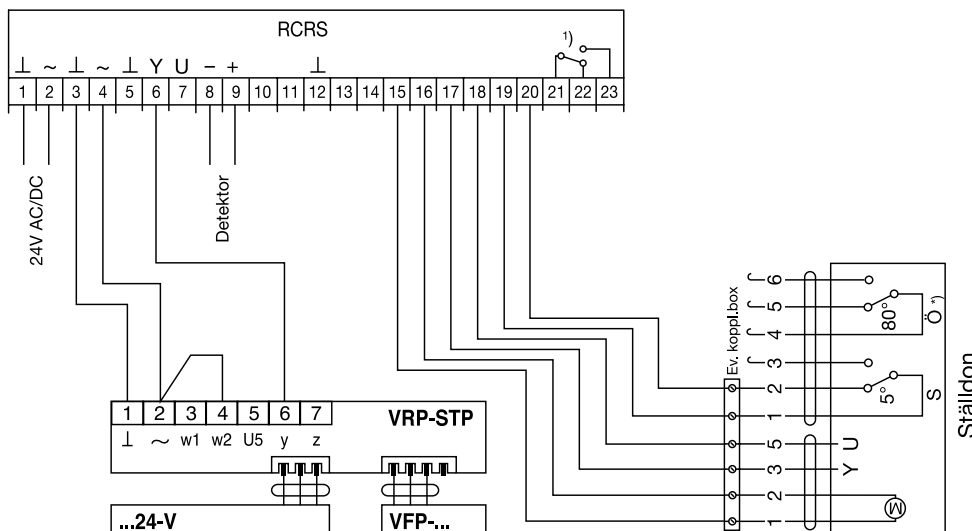 RCRS
1)
⊥ ~ ⊥ ~ ⊥ Y U − + ⊥
1 2 3 4 5 6 7 8 9 10 11 12 13 14 15 16 17 18 19 20 21 22 23
24V AC/DC
Detektor
Ev. koppl.box
6
5
4
3
2
1
5
3
2
1
80°
Ö *)
5°
S
U
Y
M
Ställdon
1 2 3 4 5 6 7
VRP-STP
⊥ ~ w1 w2 U5 y z
...24-V
VFP-...